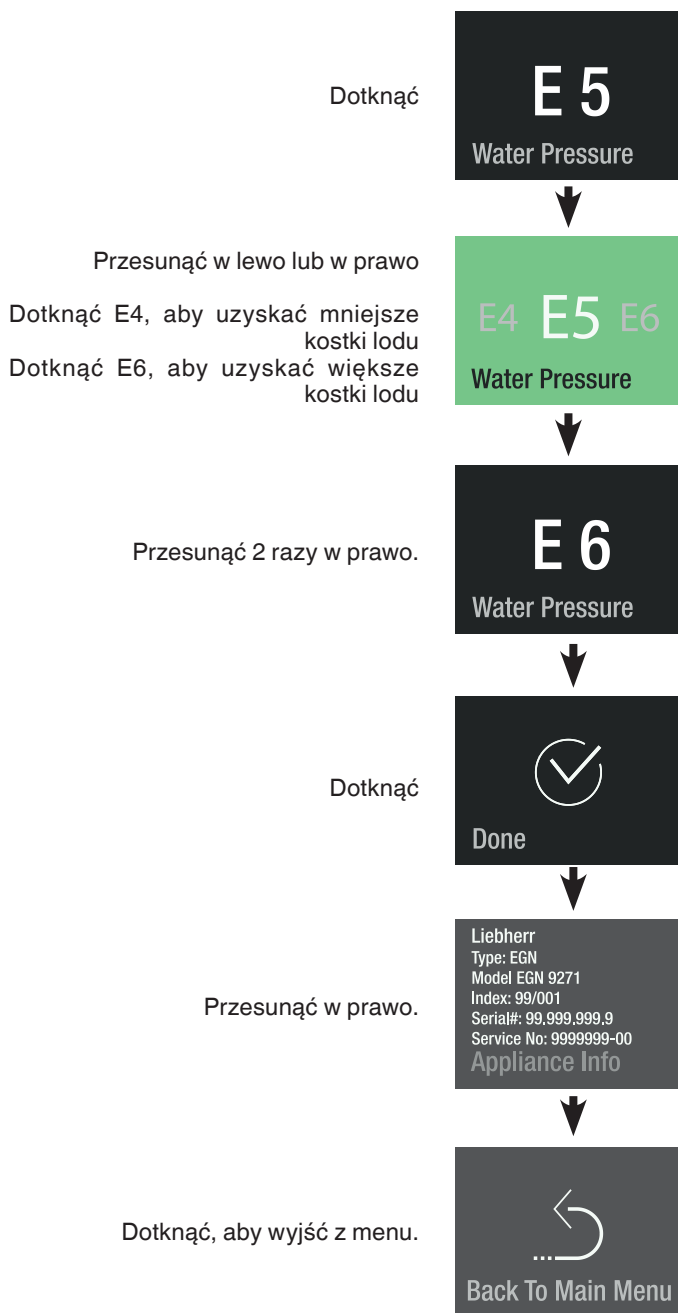 Dotknąć
E 5
Water Pressure
Przesunąć w lewo lub w prawo
Dotknąć E4, aby uzyskać mniejsze
kostki lodu
Dotknąć E6, aby uzyskać większe
kostki lodu
E4 E5 E6
Water Pressure
Przesunąć 2 razy w prawo.
E 6
Water Pressure
Dotknąć
Done
Przesunąć w prawo.
Liebherr
Type: EGN
Model EGN 9271
Index: 99/001
Serial#: 99.999.999.9
Service No: 9999999-00
Appliance Info
Dotknąć, aby wyjść z menu.
Back To Main Menu